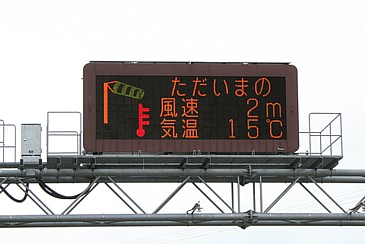 ただいまの
風速 2m
気温 15℃